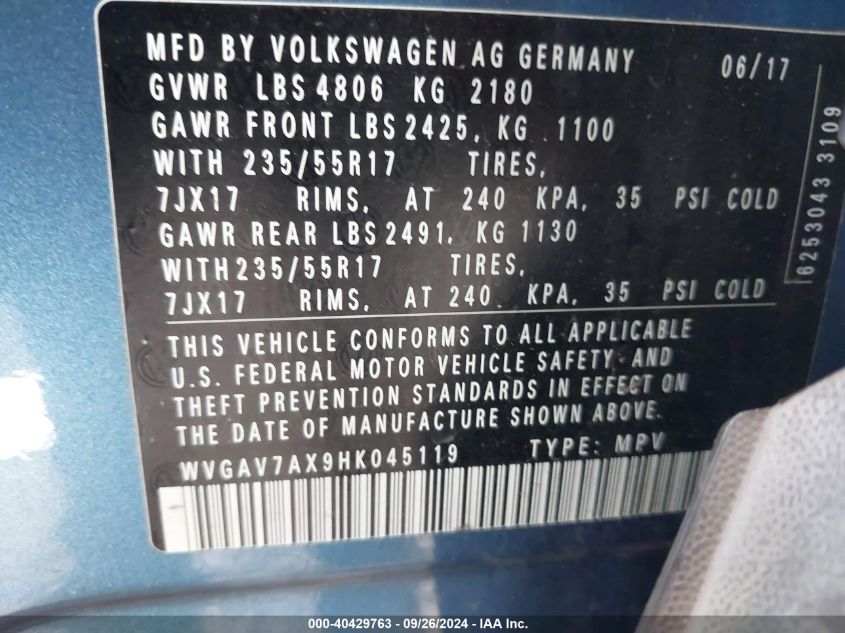 MFD BY VOLKSWAGEN AG GERMANY 06/17
GVWR LBS 4806 KG 2180
GAWR FRONT LBS 2425, KG 1100
WITH 235/55R17 TIRES,
7JX17 RIMS, AT 240 KPA, 35 PSI COLD
GAWR REAR LBS 2491, KG 1130
WITH 235/55R17 TIRES,
7JX17 RIMS, AT 240 KPA, 35 PSI COLD
6253043 3109
THIS VEHICLE CONFORMS TO ALL APPLICABLE
U.S. FEDERAL MOTOR VEHICLE SAFETY AND
THEFT PREVENTION STANDARDS IN EFFECT ON
THE DATE OF MANUFACTURE SHOWN ABOVE.
WVGAV7AX9HK045119 TYPE: MPV
000-40429763 - 09/26/2024 - IAA Inc.